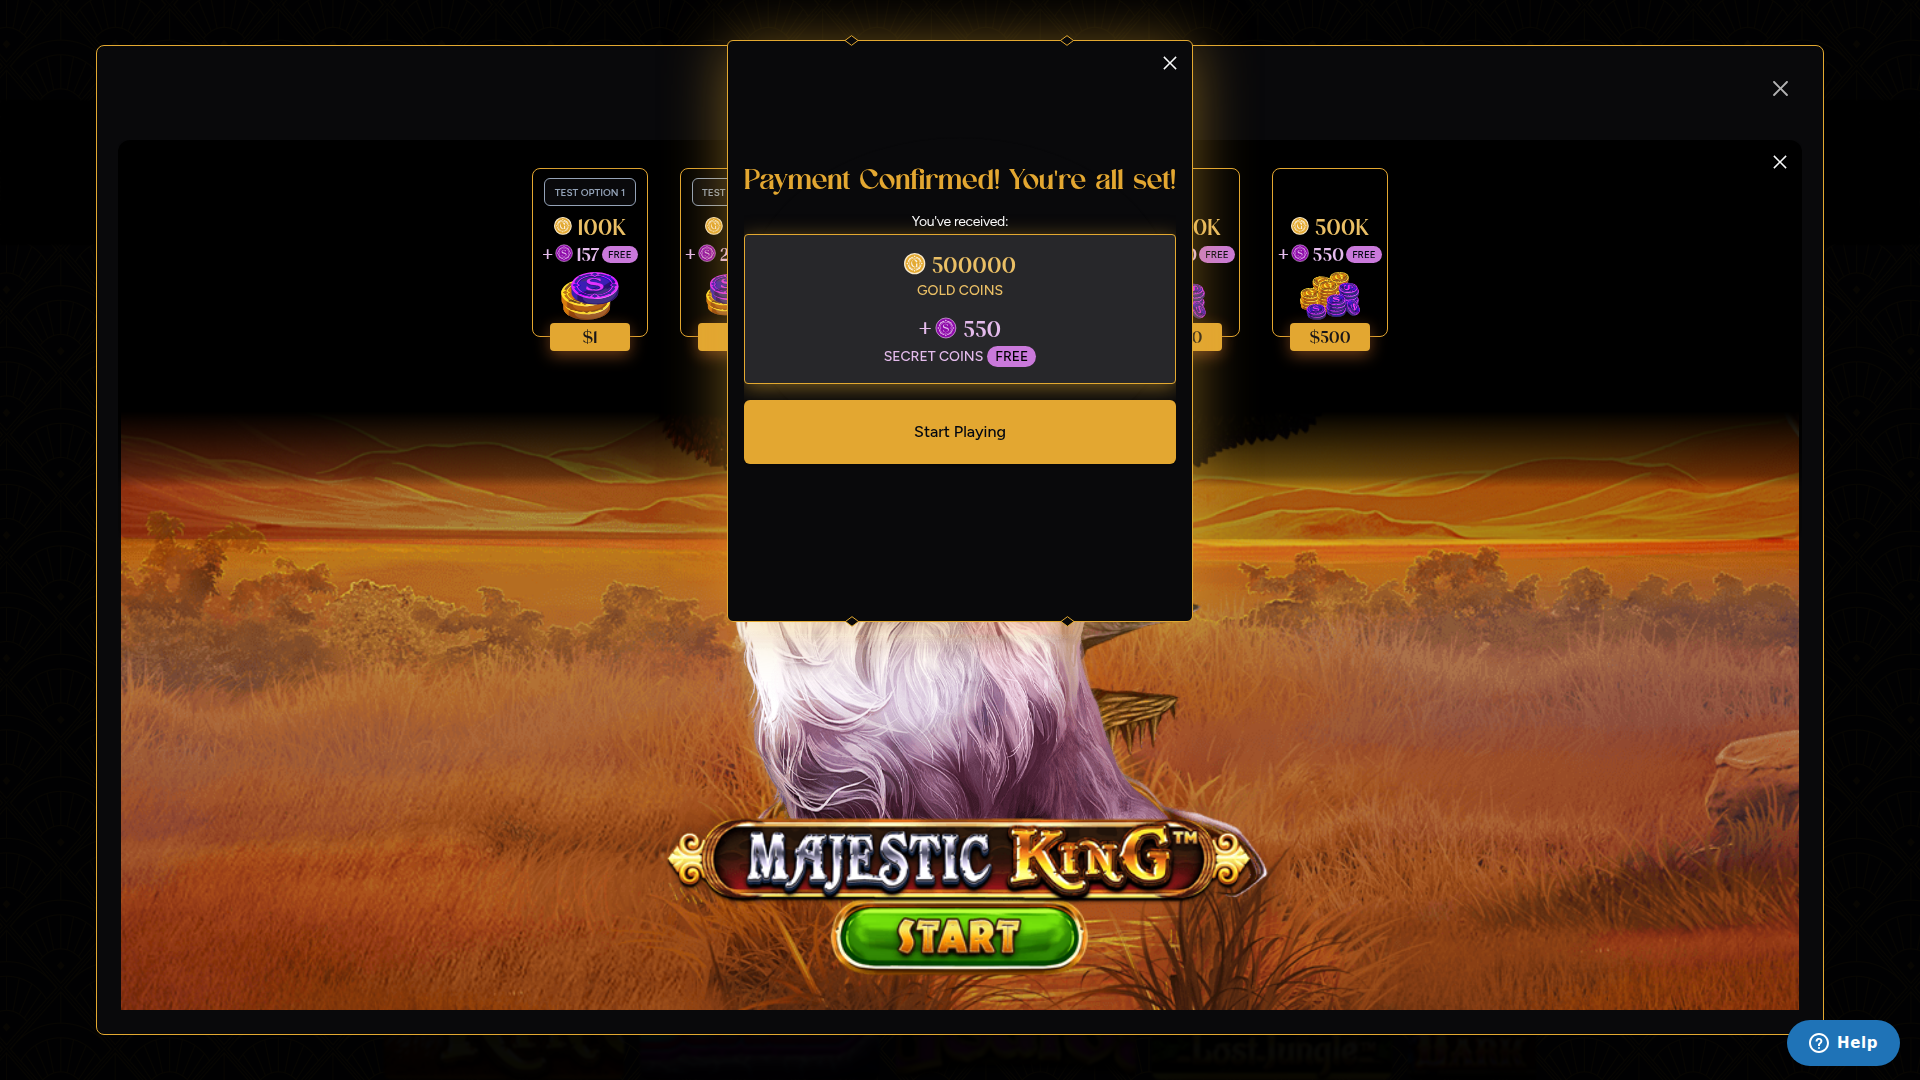 Payment Confirmed! You're all set!
You've received:
500000
GOLD COINS
+ 550
SECRET COINS FREE
Start Playing
TEST OPTION 1
100K
+ 157 FREE
$1
TEST
+
FREE
500K
+ 550 FREE
$500
MAJESTIC KING™
START
Help